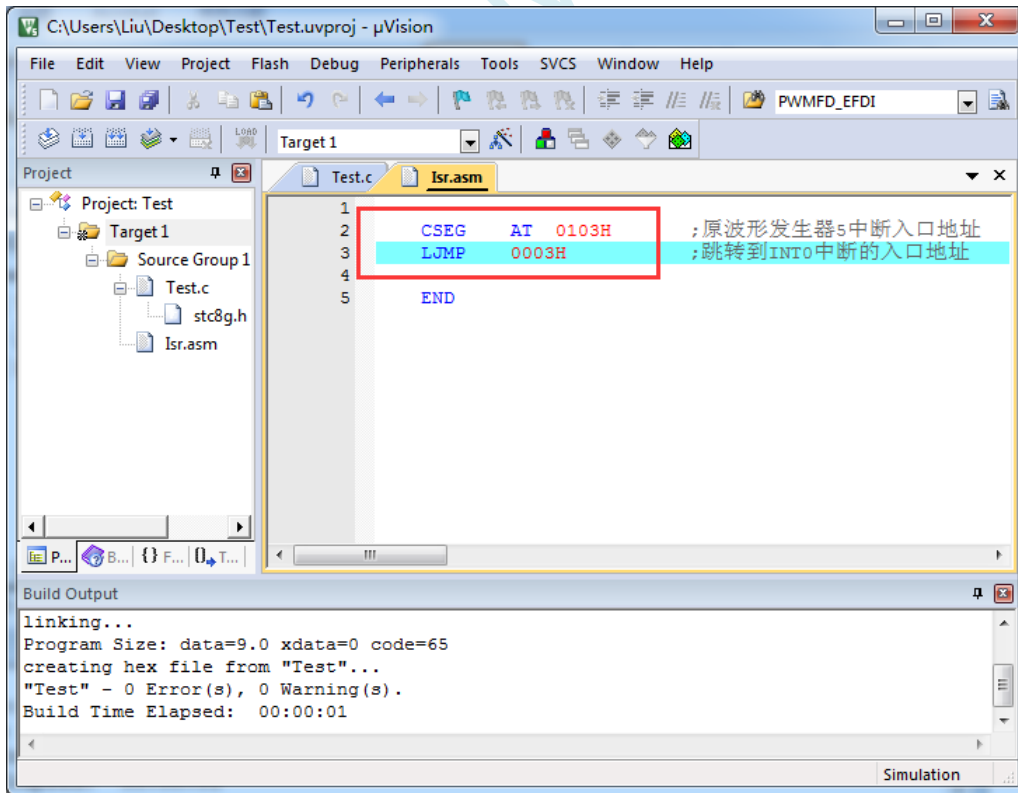 C:\Users\Liu\Desktop\Test\Test.uvproj - µVision
File Edit View Project Flash Debug Peripherals Tools SVCS Window Help
PWMFD_EFDI
LOAD Target 1
Project
Test.c Isr.asm
Project: Test
Target 1
Source Group 1
Test.c
stc8g.h
Isr.asm
1
2 CSEG AT 0103H ;原波形发生器5中断入口地址
3 LJMP 0003H ;跳转到INT0中断的入口地址
4
5 END
P... B... {} F... 0 T...
Build Output
linking...
Program Size: data=9.0 xdata=0 code=65
creating hex file from "Test"...
"Test" - 0 Error(s), 0 Warning(s).
Build Time Elapsed: 00:00:01
Simulation